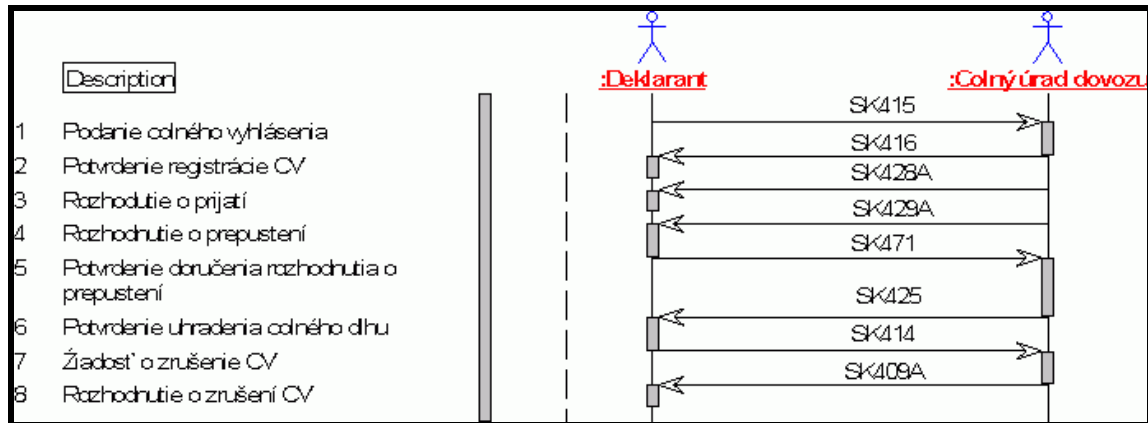 :Deklarant :Colný úrad dovozu
Description
SK415
1 Podanie colného vyhlásenia
SK416
2 Potvrdenie registrácie CV
SK428A
3 Rozhodutie o prijatí
SK429A
4 Rozhodnutie o prepustení
SK471
5 Potvrdenie doručenia rozhodnutia o
prepustení
SK425
6 Potvrdenie uhradenia colného dlhu
SK414
7 Žiadosť o zrušenie CV
SK409A
8 Rozhodnutie o zrušení CV